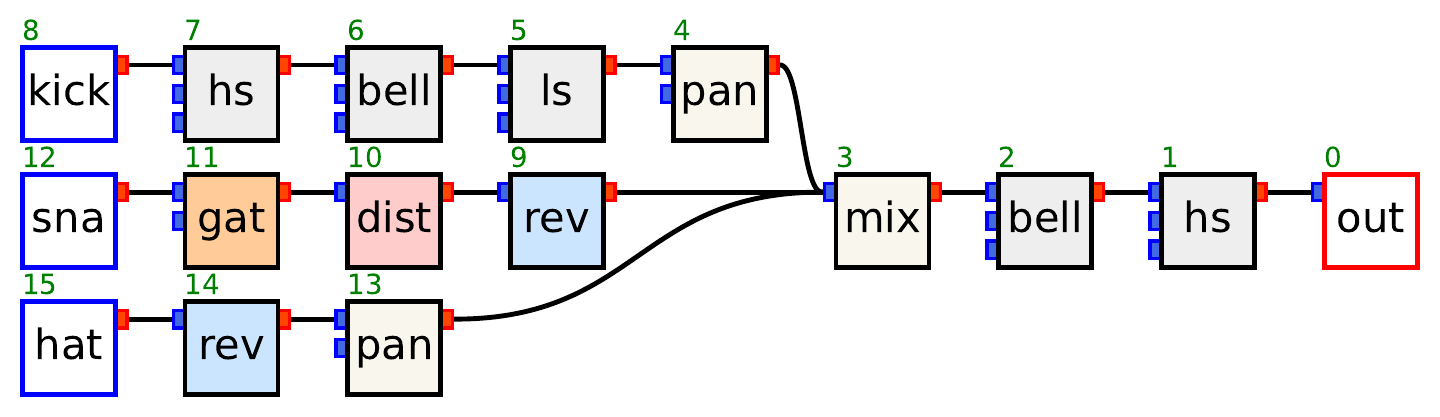 8 7 6 5 4
kick hs bell ls pan
12 11 10 9 3 2 1 0
sna gat dist rev mix bell hs out
15 14 13
hat rev pan